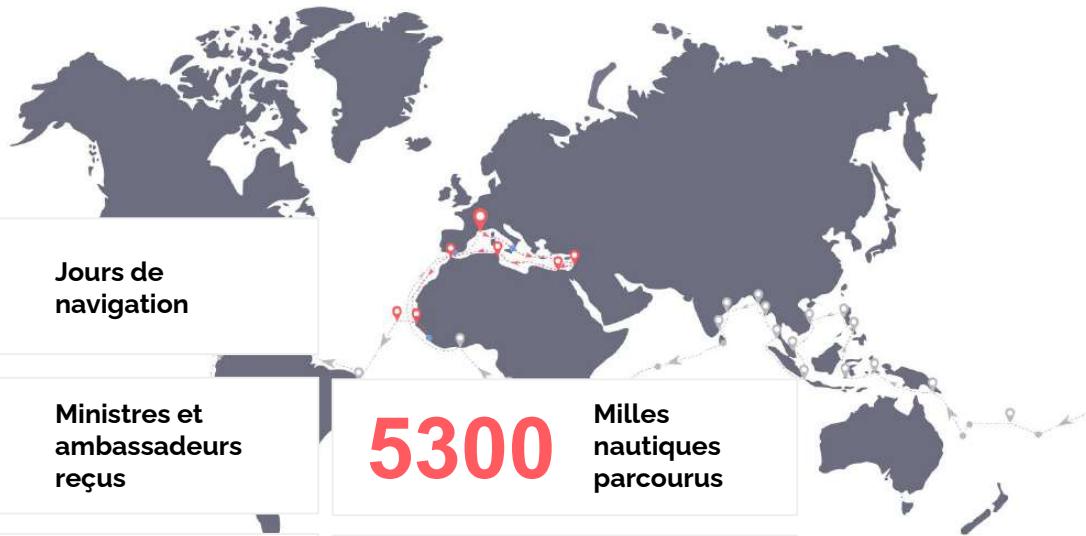 Jours de
navigation
Ministres et
ambassadeurs
reçus
5300
Milles
nautiques
parcourus